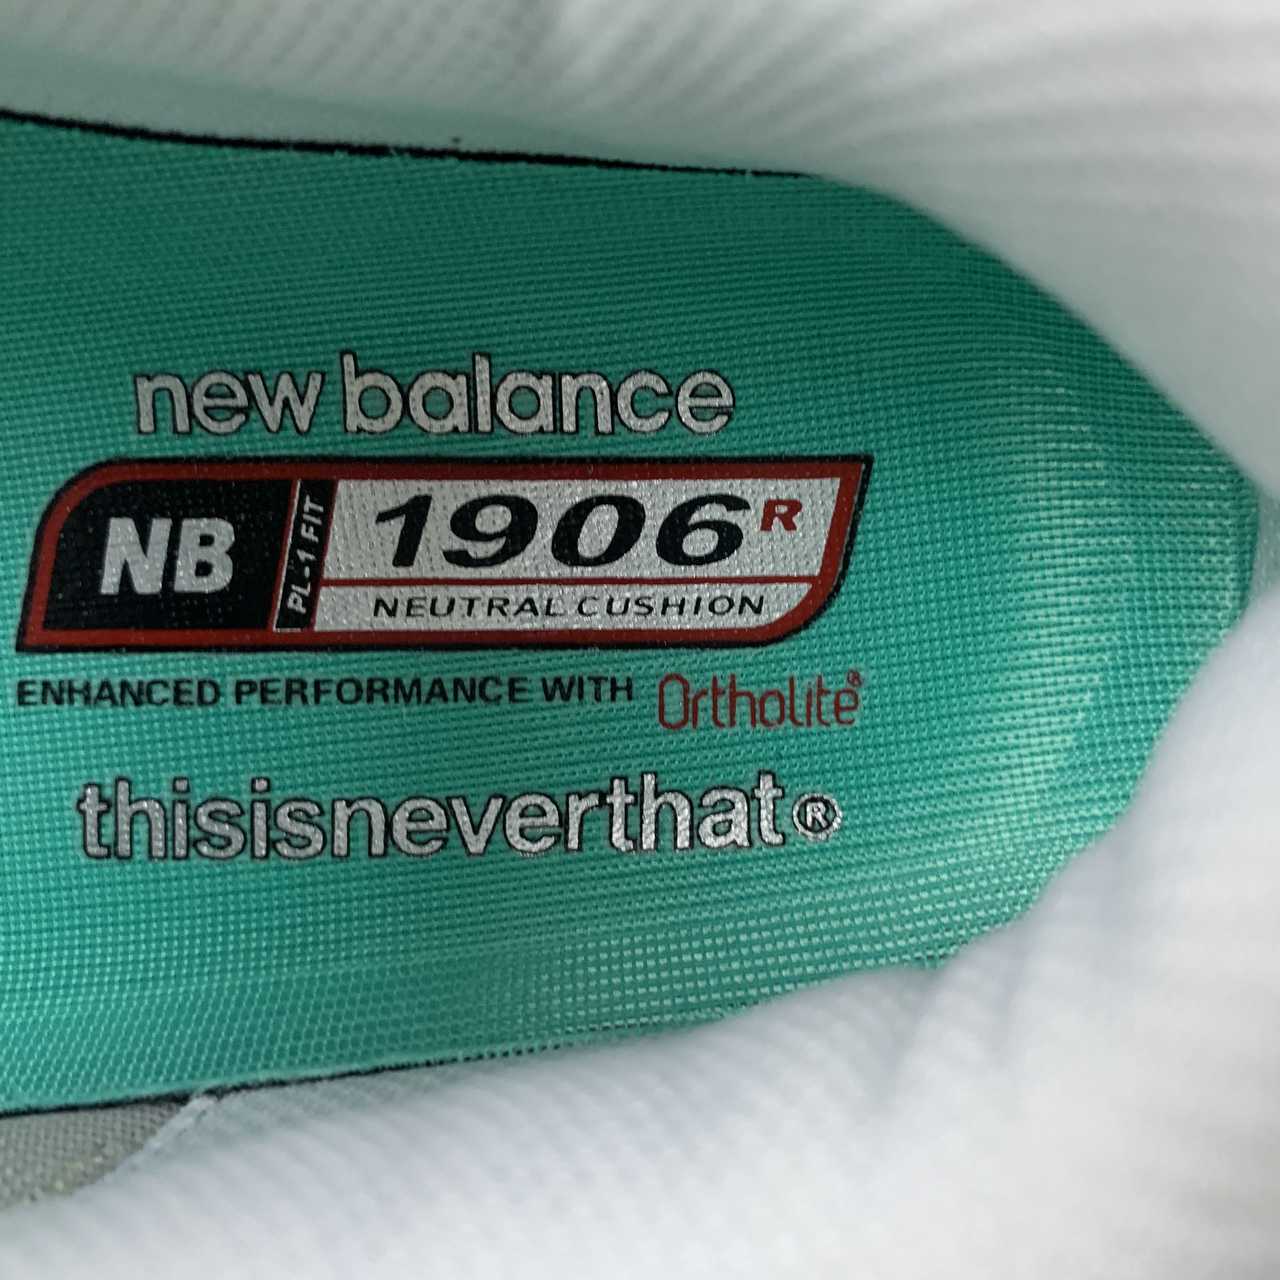 new balance
NB PL-1 FIT 1906R
NEUTRAL CUSHION
ENHANCED PERFORMANCE WITH Ortholite®
thisisneverthat®